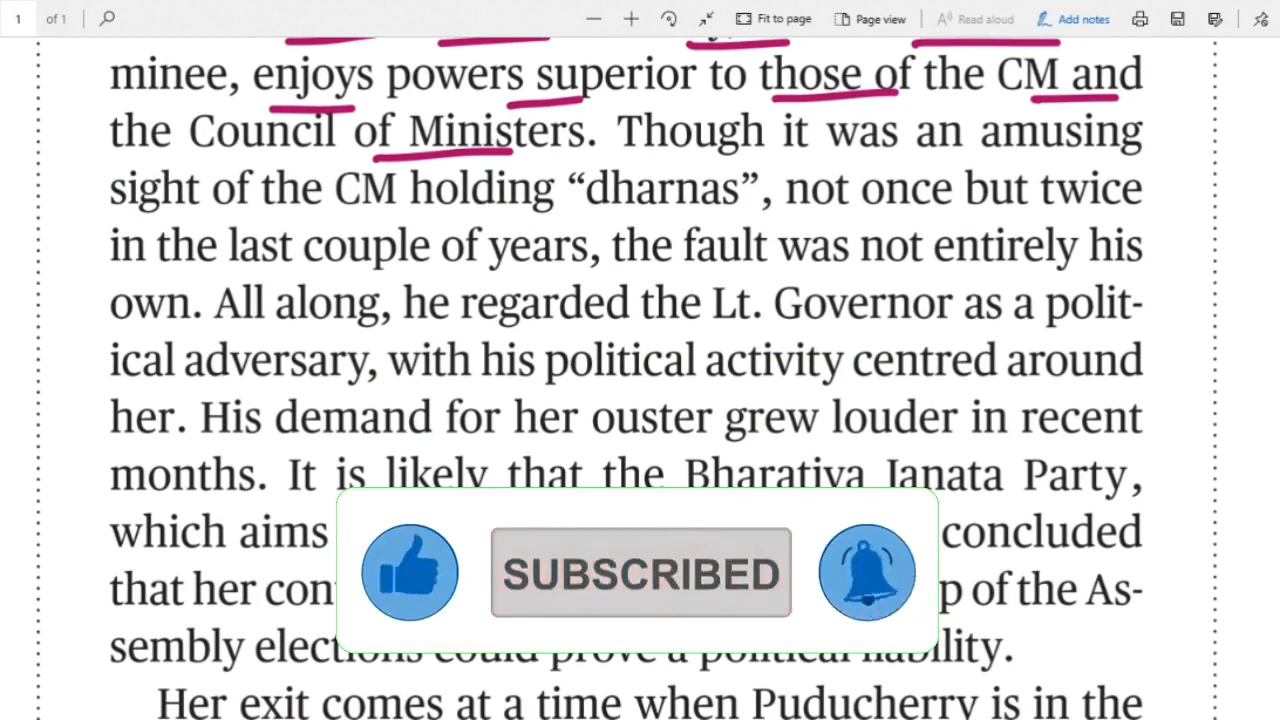 1 of 1 Fit to page Page view Read aloud Add notes
minee, enjoys powers superior to those of the CM and
the Council of Ministers. Though it was an amusing
sight of the CM holding “dharnas”, not once but twice
in the last couple of years, the fault was not entirely his
own. All along, he regarded the Lt. Governor as a polit-
ical adversary, with his political activity centred around
her. His demand for her ouster grew louder in recent
months. It is likely that the Bharatiya Janata Party,
which aims concluded
that her con p of the As-
SUBSCRIBED
sembly elections could prove a political liability.
Her exit comes at a time when Puducherry is in the